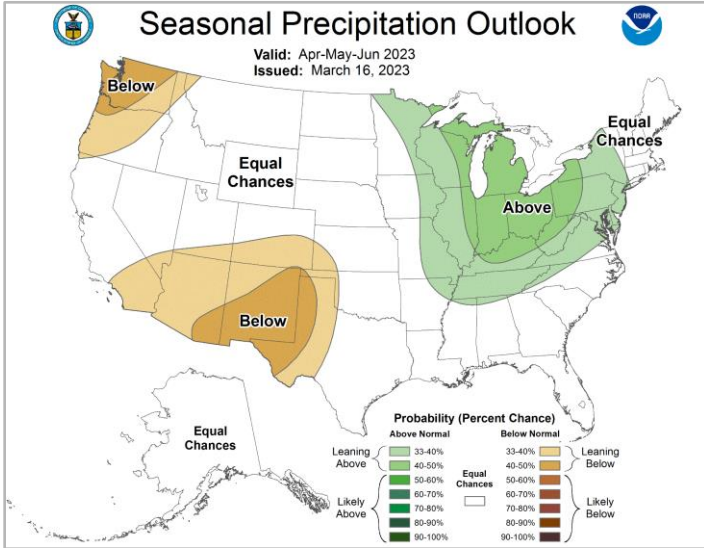 Seasonal Precipitation Outlook
NOAA
Valid: Apr-May-Jun 2023
Issued: March 16, 2023
Below
Equal
Chances
Equal
Chances
Above
Below
Equal
Chances
Probability (Percent Chance)
Above Normal
Below Normal
Leaning
Above
33-40%
40-50%
Likely
Above
50-60%
60-70%
70-80%
80-90%
90-100%
Equal
Chances
33-40%
40-50%
Leaning
Below
50-60%
60-70%
70-80%
80-90%
90-100%
Likely
Below